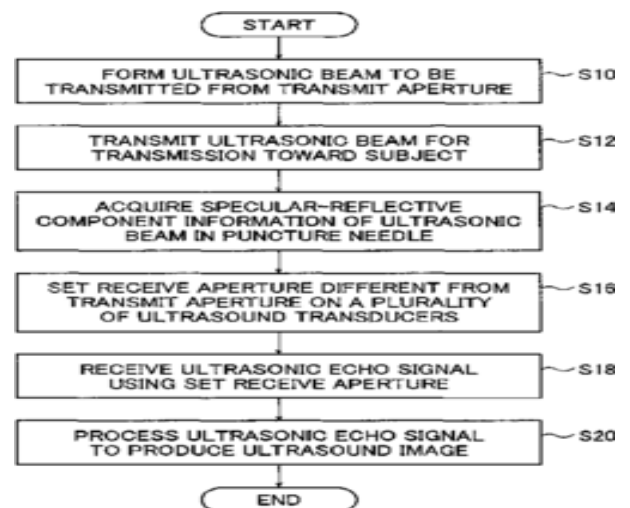 START
FORM ULTRASONIC BEAM TO BE
TRANSMITTED FROM TRANSMIT APERTURE
S10
TRANSMIT ULTRASONIC BEAM FOR
TRANSMISSION TOWARD SUBJECT
S12
ACQUIRE SPECULAR-REFLECTIVE
COMPONENT INFORMATION OF ULTRASONIC
BEAM IN PUNCTURE NEEDLE
S14
SET RECEIVE APERTURE DIFFERENT FROM
TRANSMIT APERTURE ON A PLURALITY
OF ULTRASOUND TRANSDUCERS
S16
RECEIVE ULTRASONIC ECHO SIGNAL
USING SET RECEIVE APERTURE
S18
PROCESS ULTRASONIC ECHO SIGNAL
TO PRODUCE ULTRASOUND IMAGE
S20
END